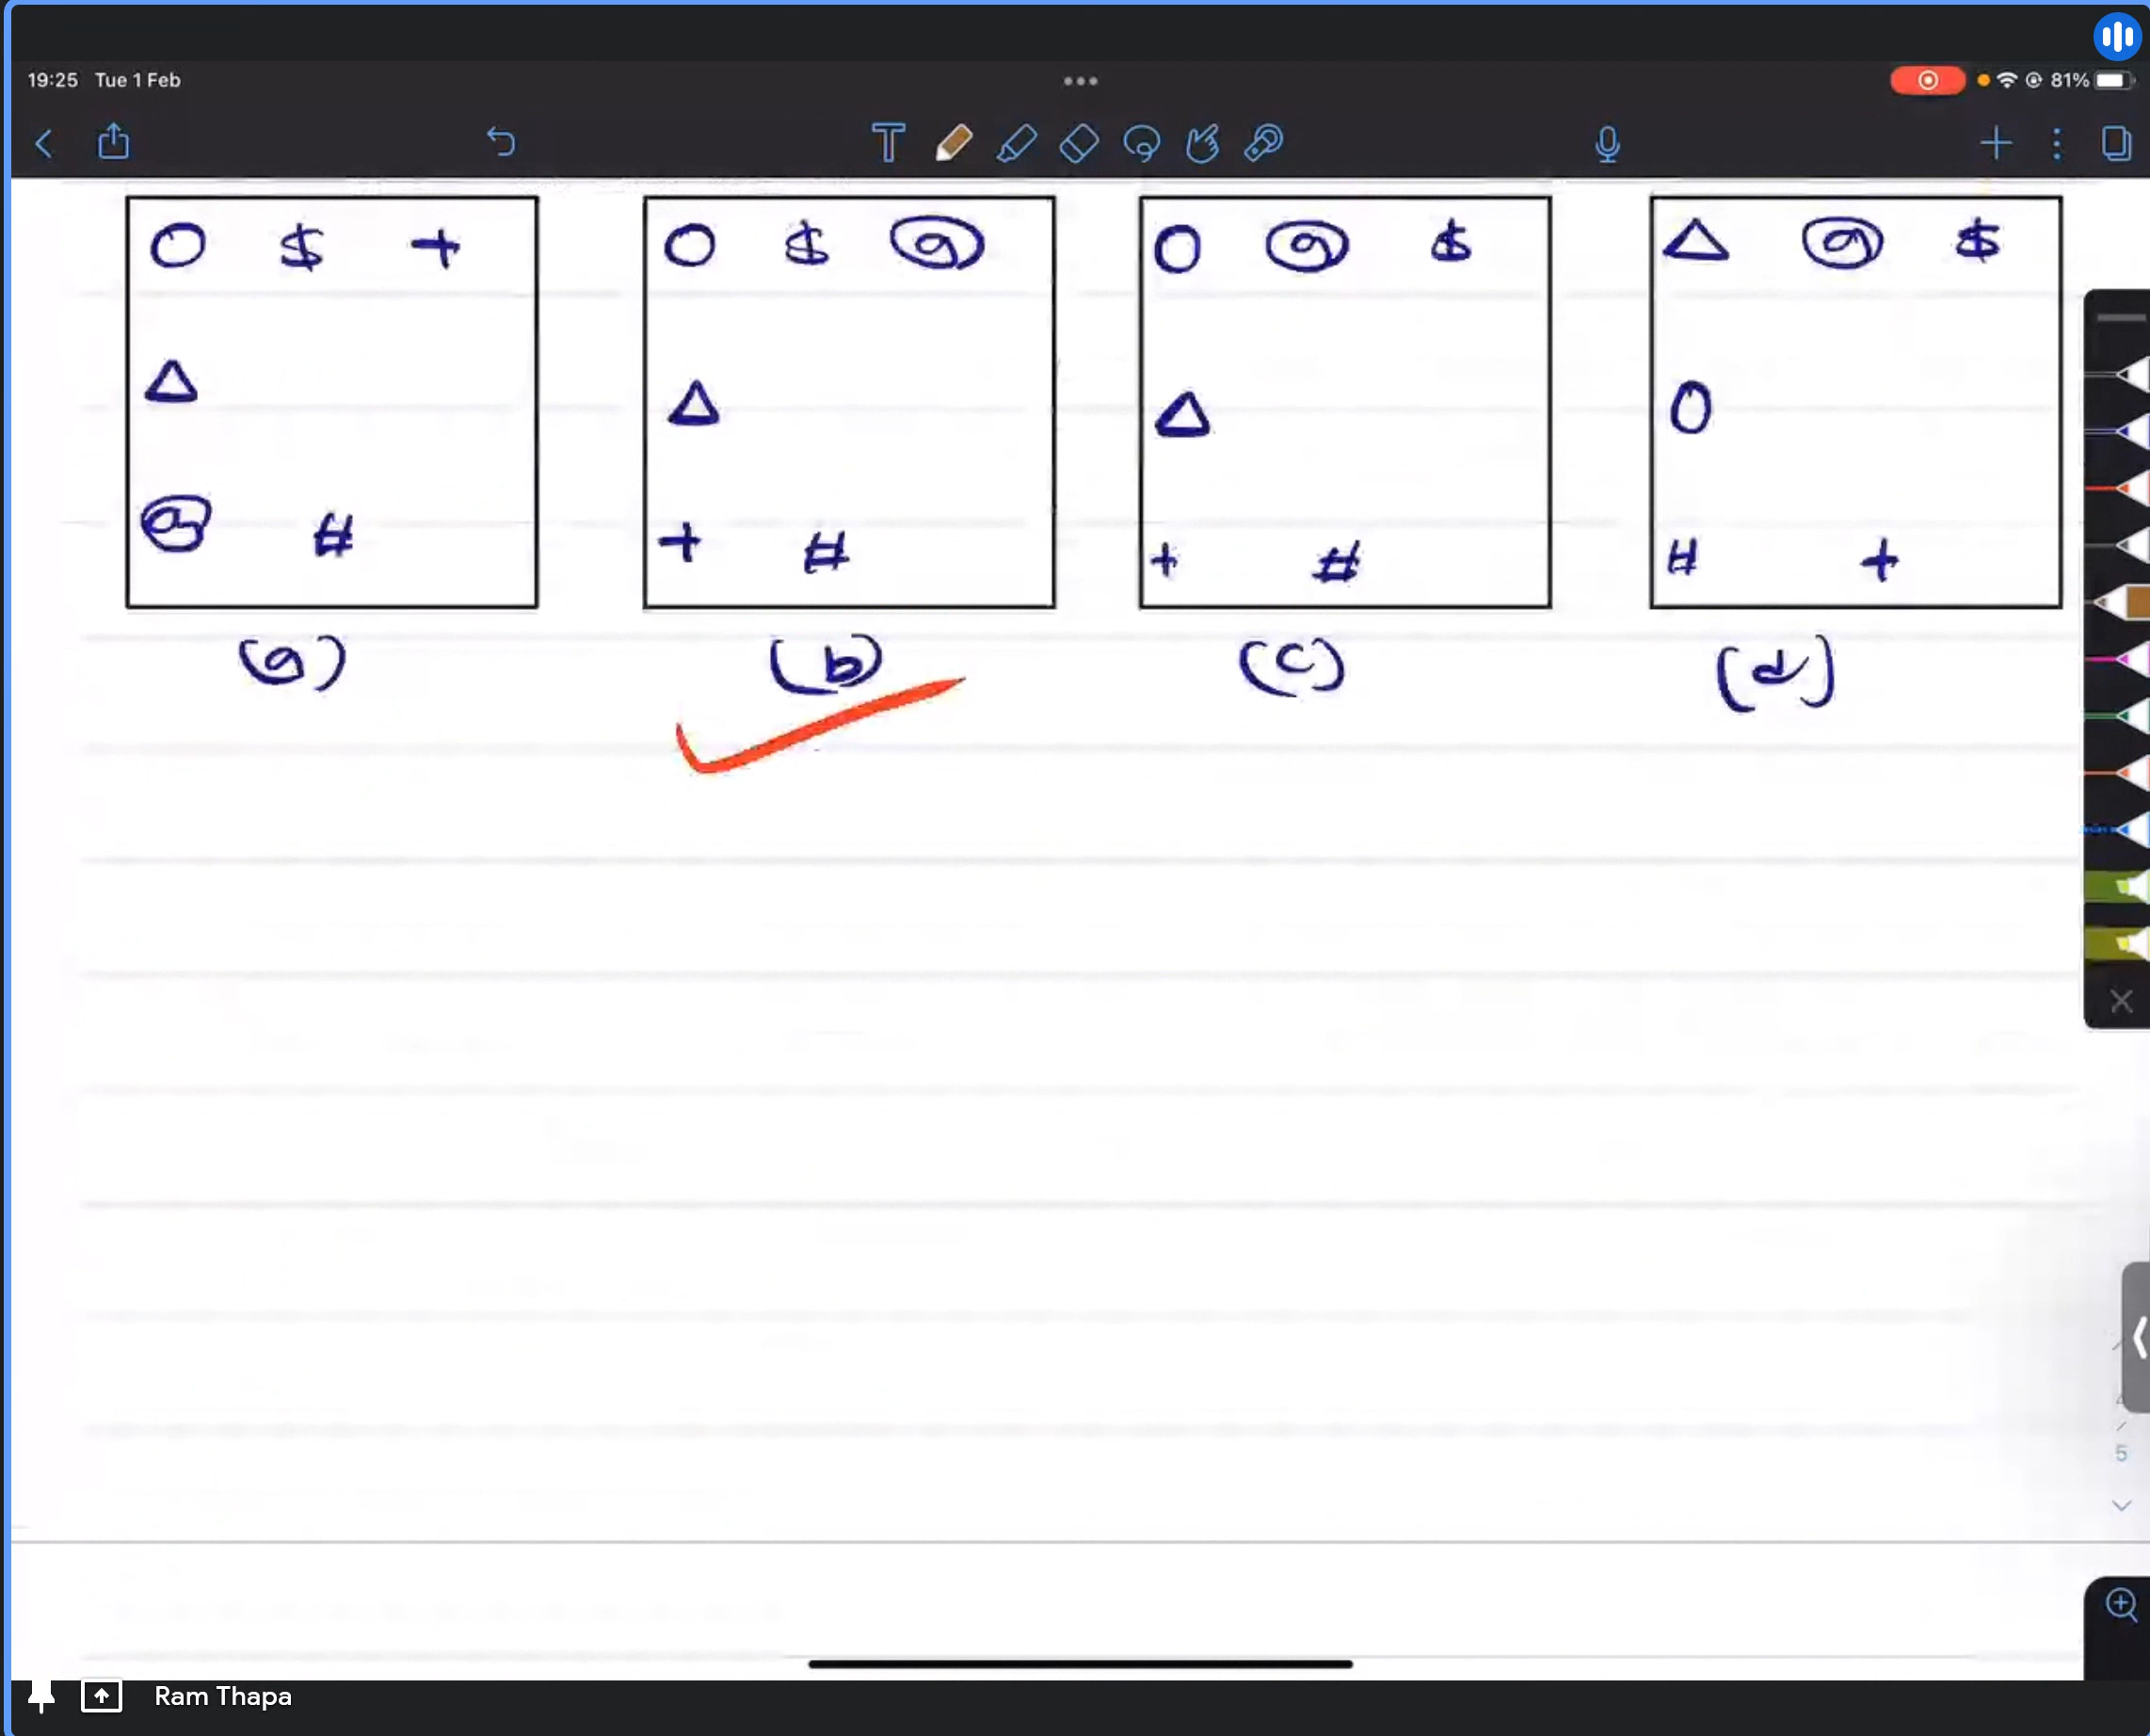 19:25 Tue 1 Feb
81%
O $ + O $ @ O @ $ △ @ $
△ △ △ O
@ # + # + # # +
(a) (b) (c) (d)
5
Ram Thapa